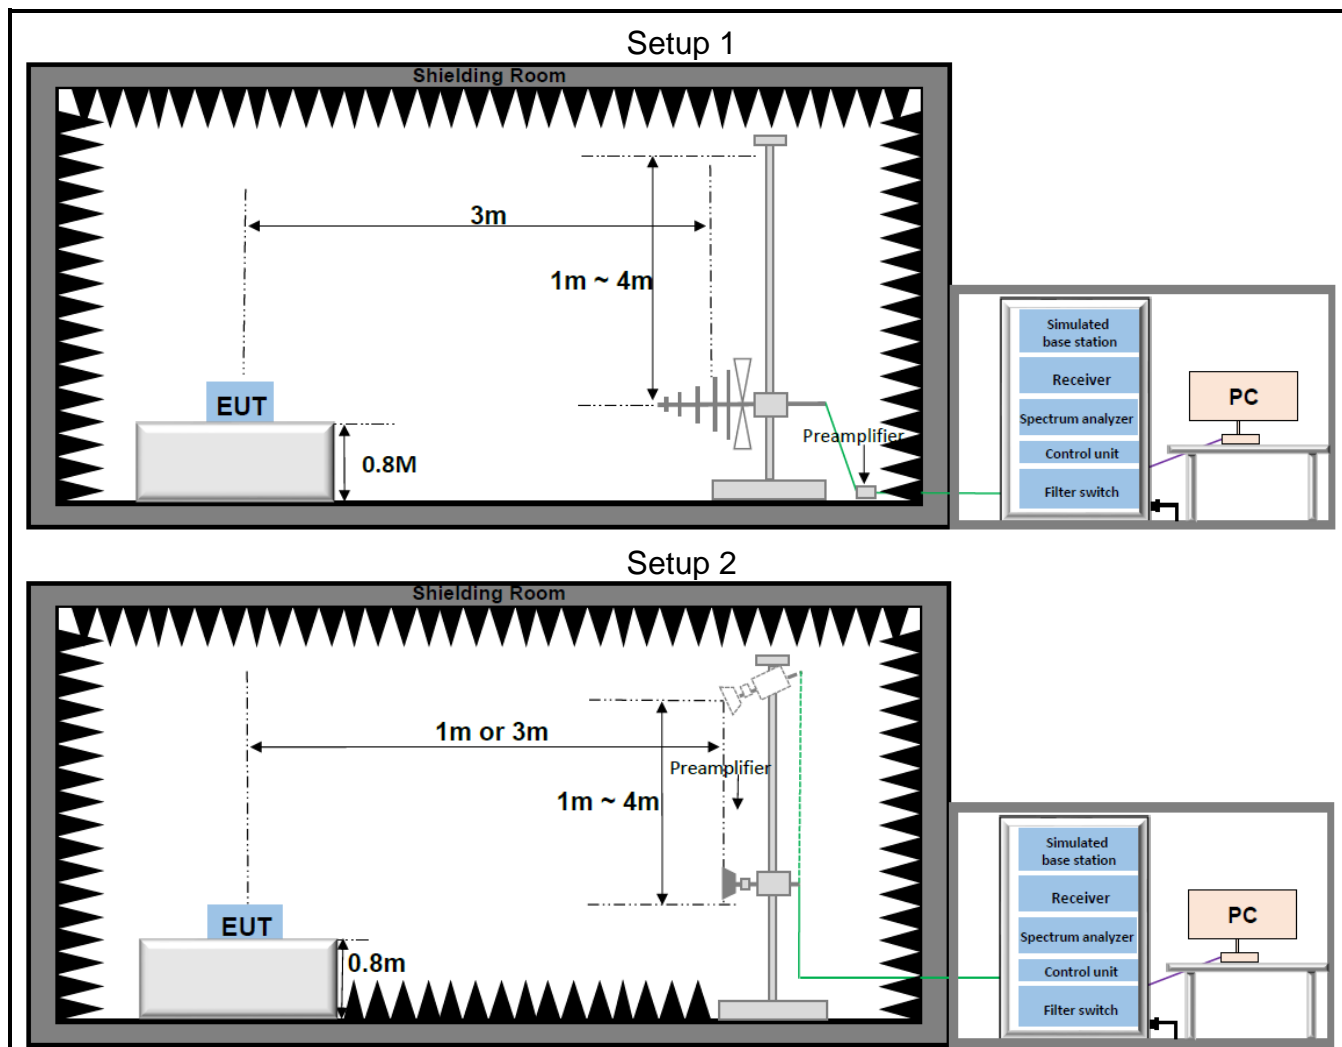 Setup 1
Shielding Room
3m
1m ~ 4m
EUT
0.8M
Preamplifier
Simulated
base station
Receiver
Spectrum analyzer
Control unit
Filter switch
PC
Setup 2
Shielding Room
1m or 3m
Preamplifier
1m ~ 4m
EUT
0.8m
Simulated
base station
Receiver
Spectrum analyzer
Control unit
Filter switch
PC